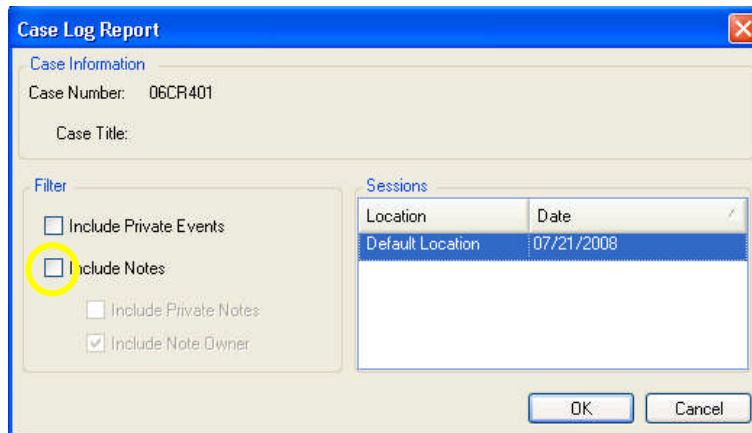 Case Log Report
Case Information
Case Number: 06CR401
Case Title:
Filter
Include Private Events
Include Notes
Include Private Notes
Include Note Owner
Sessions
Location Date
Default Location 07/21/2008
OK Cancel